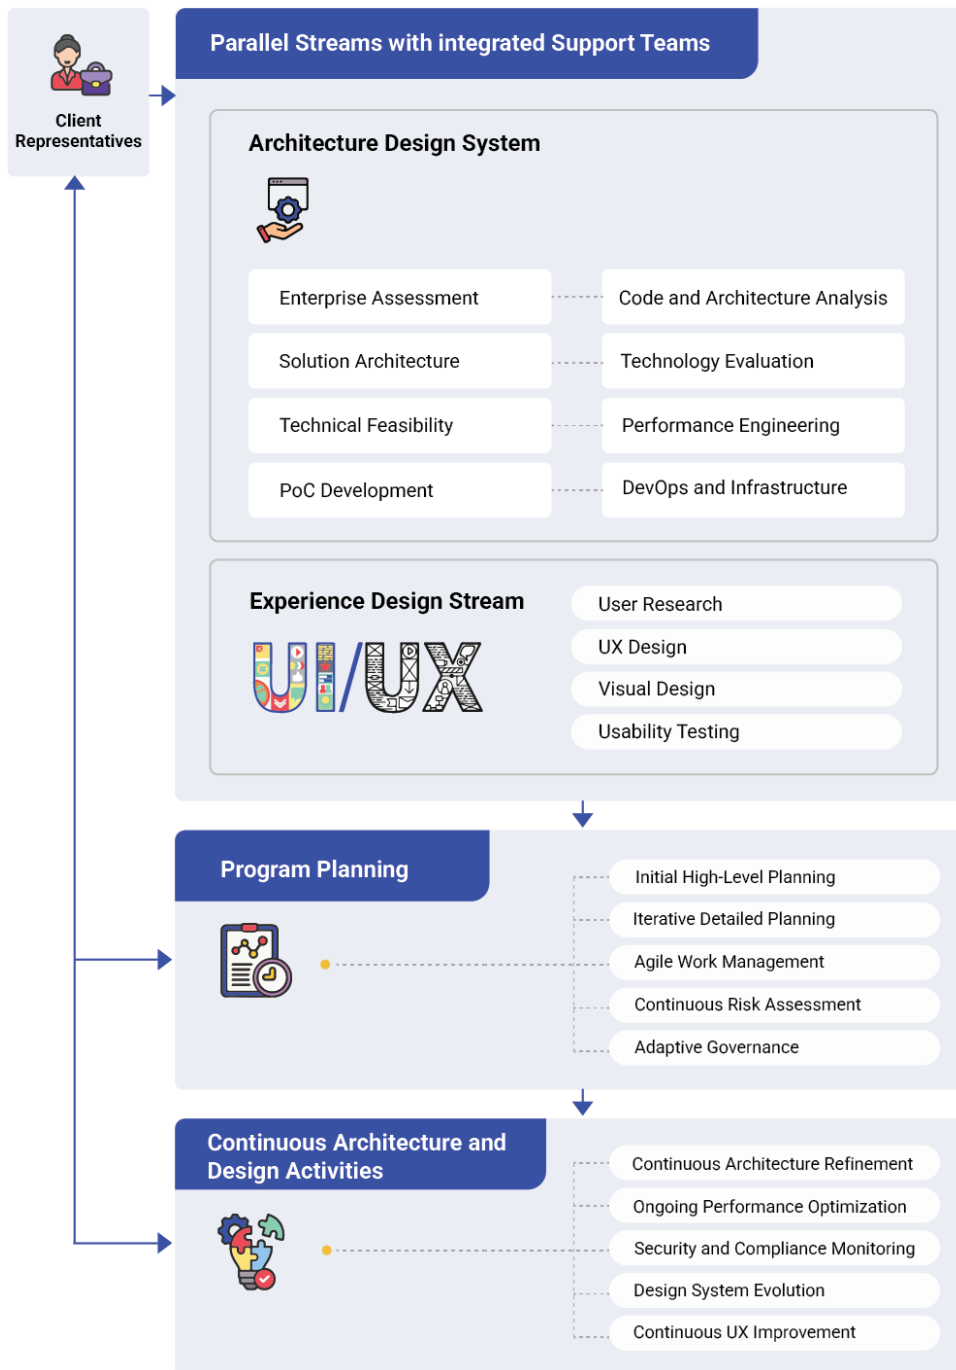 Client
Representatives
Parallel Streams with integrated Support Teams
Architecture Design System
Enterprise Assessment
Code and Architecture Analysis
Solution Architecture
Technology Evaluation
Technical Feasibility
Performance Engineering
PoC Development
DevOps and Infrastructure
Experience Design Stream
UI/UX
User Research
UX Design
Visual Design
Usability Testing
Program Planning
Initial High-Level Planning
Iterative Detailed Planning
Agile Work Management
Continuous Risk Assessment
Adaptive Governance
Continuous Architecture and
Design Activities
Continuous Architecture Refinement
Ongoing Performance Optimization
Security and Compliance Monitoring
Design System Evolution
Continuous UX Improvement